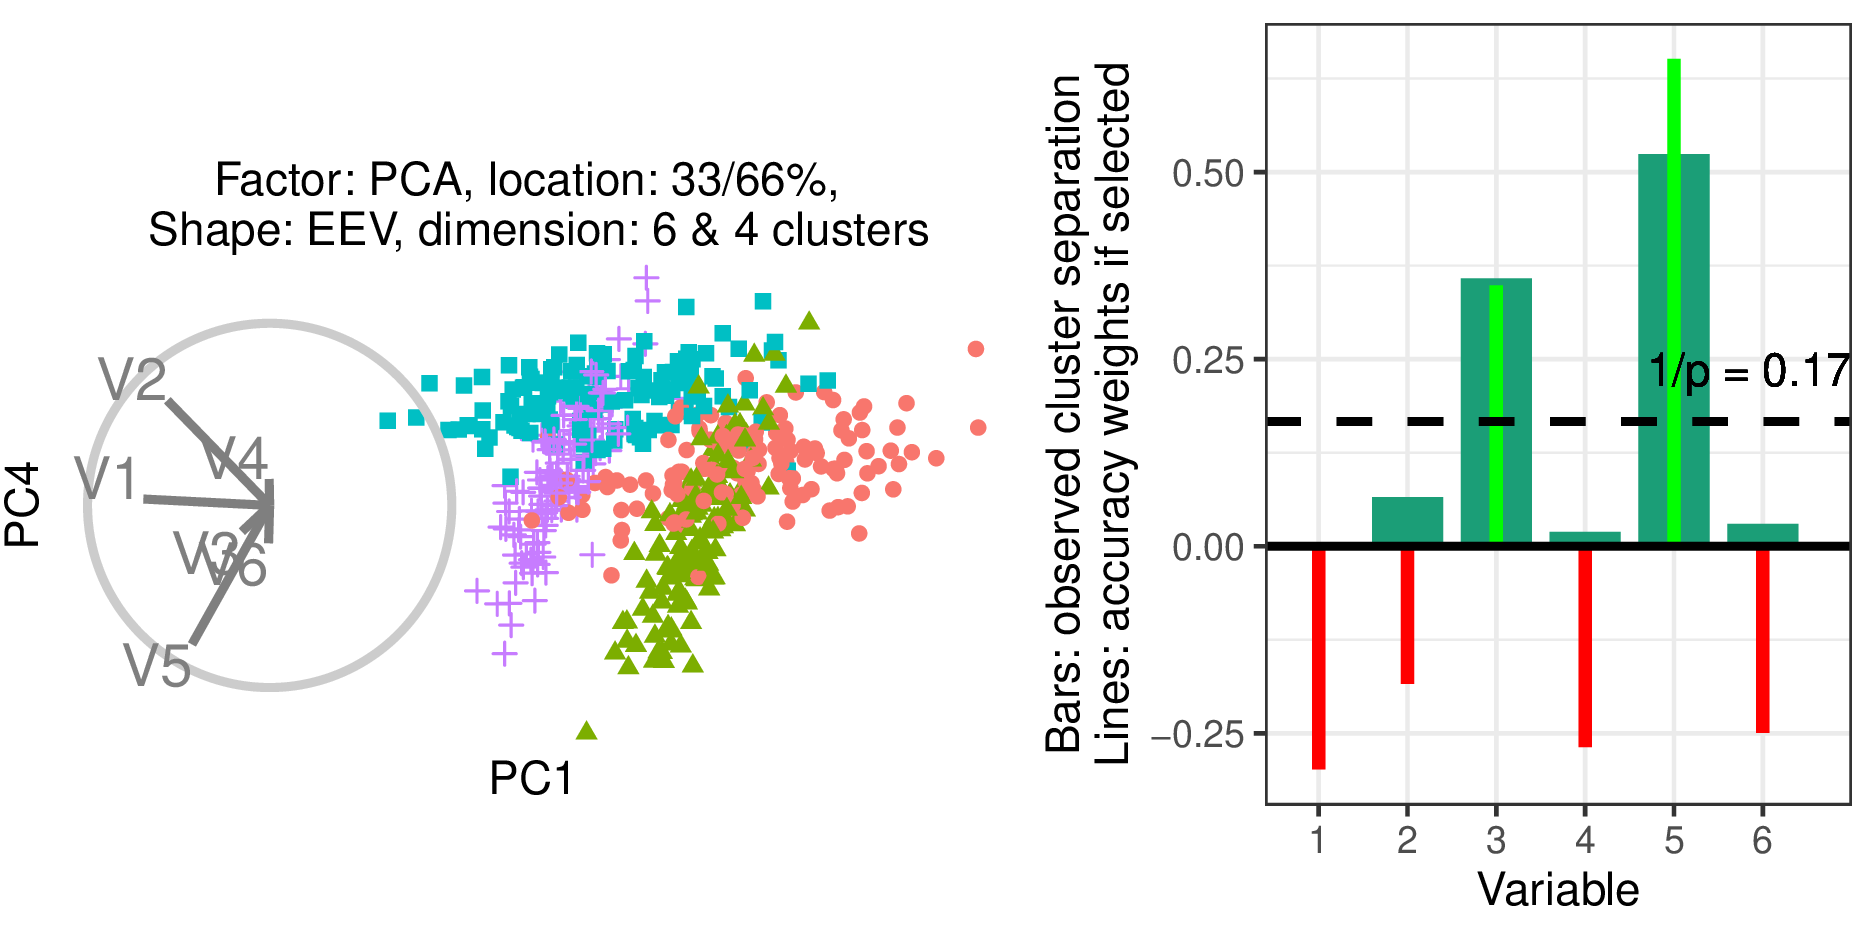 Factor: PCA, location: 33/66%,
Shape: EEV, dimension: 6 & 4 clusters
V2
V4
V1
V3
V6
V5
PC4
PC1
Bars: observed cluster separation
Lines: accuracy weights if selected
0.50
0.25
0.00
−0.25
1/p = 0.17
1 2 3 4 5 6
Variable